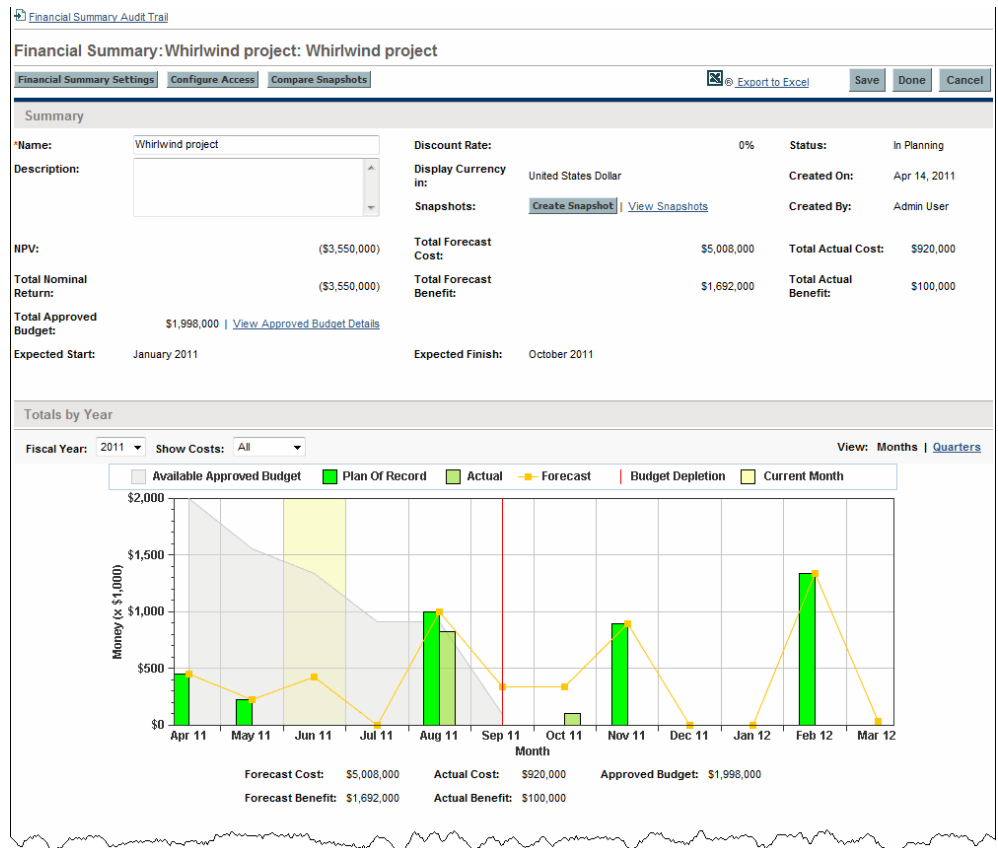 Financial Summary Audit Trail
Financial Summary:Whirlwind project: Whirlwind project
Financial Summary Settings Configure Access Compare Snapshots ® Export to Excel Save Done Cancel
Summary
*Name: Whirlwind project Discount Rate: 0% Status: In Planning
Description: Display Currency in: United States Dollar Created On: Apr 14, 2011
Snapshots: Create Snapshot | View Snapshots Created By: Admin User
NPV: ($3,550,000) Total Forecast Cost: $5,008,000 Total Actual Cost: $920,000
Total Nominal Return: ($3,550,000) Total Forecast Benefit: $1,692,000 Total Actual Benefit: $100,000
Total Approved Budget: $1,998,000 | View Approved Budget Details
Expected Start: January 2011 Expected Finish: October 2011
Totals by Year
Fiscal Year: 2011 Show Costs: All View: Months | Quarters
Available Approved Budget Plan Of Record Actual Forecast Budget Depletion Current Month
$2,000
$1,500
$1,000
$500
$0
Money (x $1,000)
Apr 11 May 11 Jun 11 Jul 11 Aug 11 Sep 11 Oct 11 Nov 11 Dec 11 Jan 12 Feb 12 Mar 12
Month
Forecast Cost: $5,008,000 Actual Cost: $920,000 Approved Budget: $1,998,000
Forecast Benefit: $1,692,000 Actual Benefit: $100,000